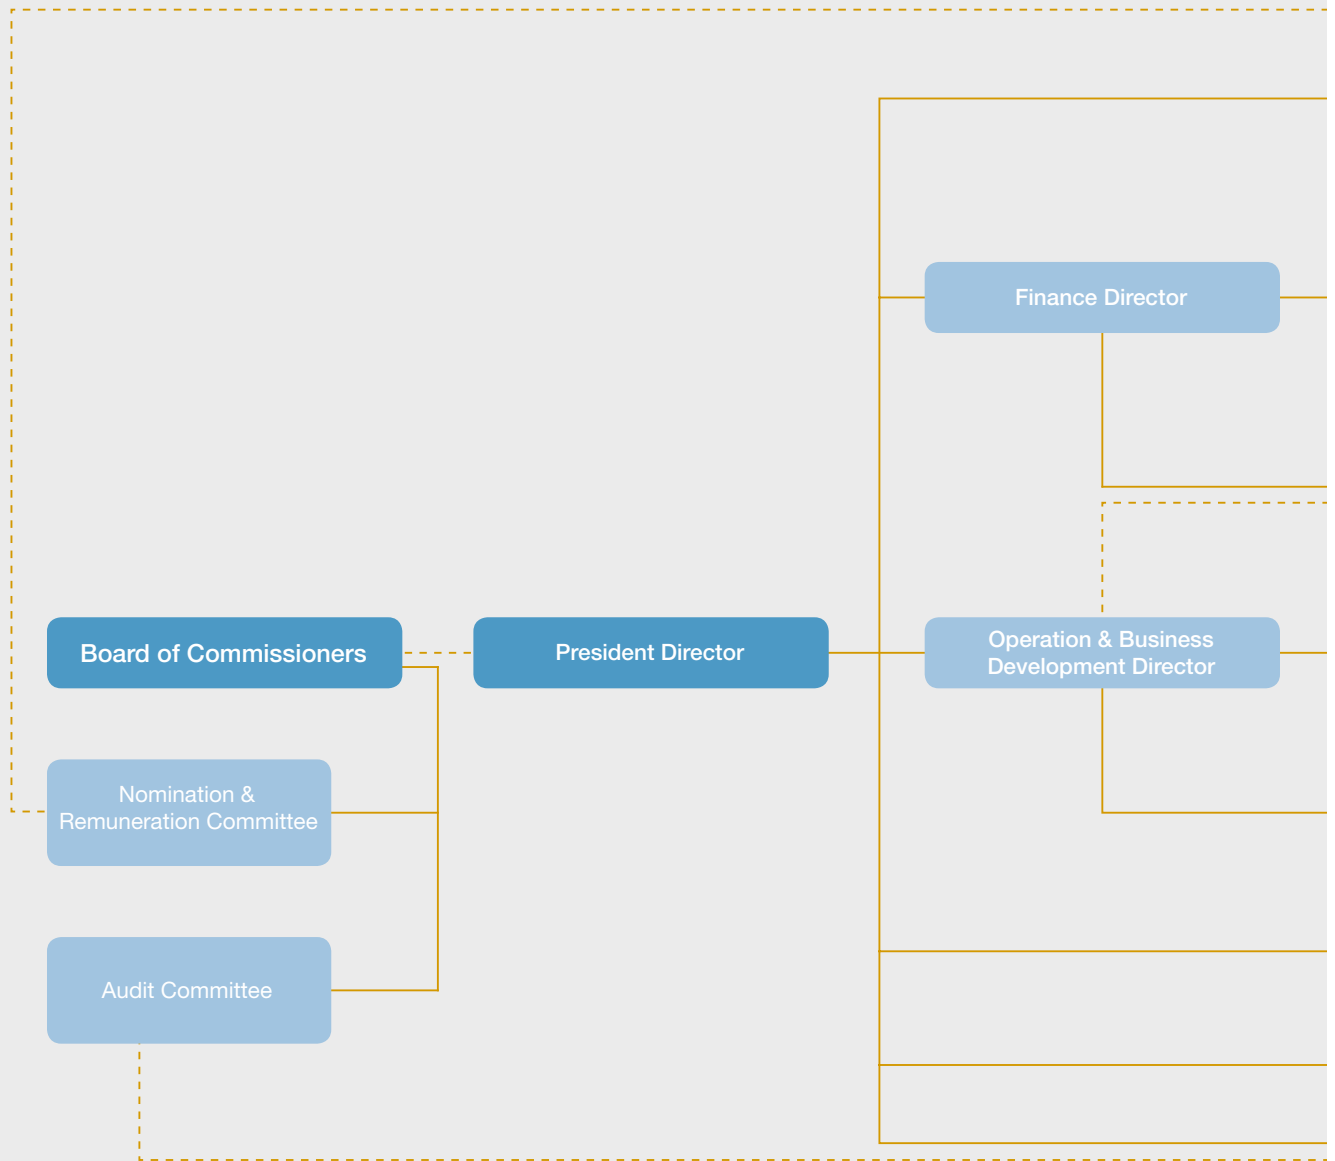 Finance Director
Board of Commissioners
President Director
Operation & Business
Development Director
Nomination &
Remuneration Committee
Audit Committee